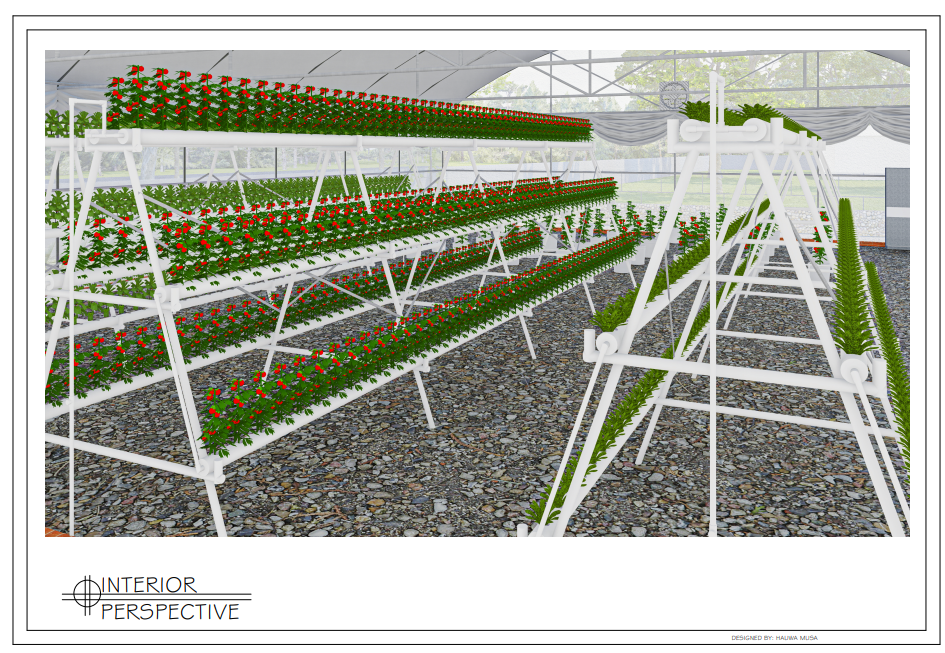 INTERIOR
PERSPECTIVE
DESIGNED BY: HAUWA MUSA